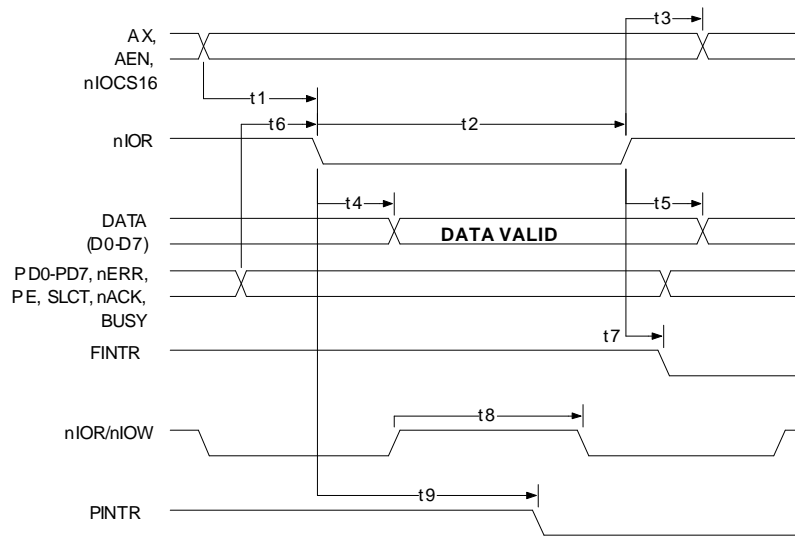 AX,
AEN,
nIOCS16
t3
t1
nIOR
t6
t2
DATA
(D0-D7)
t4
DATA VALID
t5
PD0-PD7, nERR,
PE, SLCT, nACK,
BUSY
FINTR
t7
nIOR/nIOW
t8
PINTR
t9